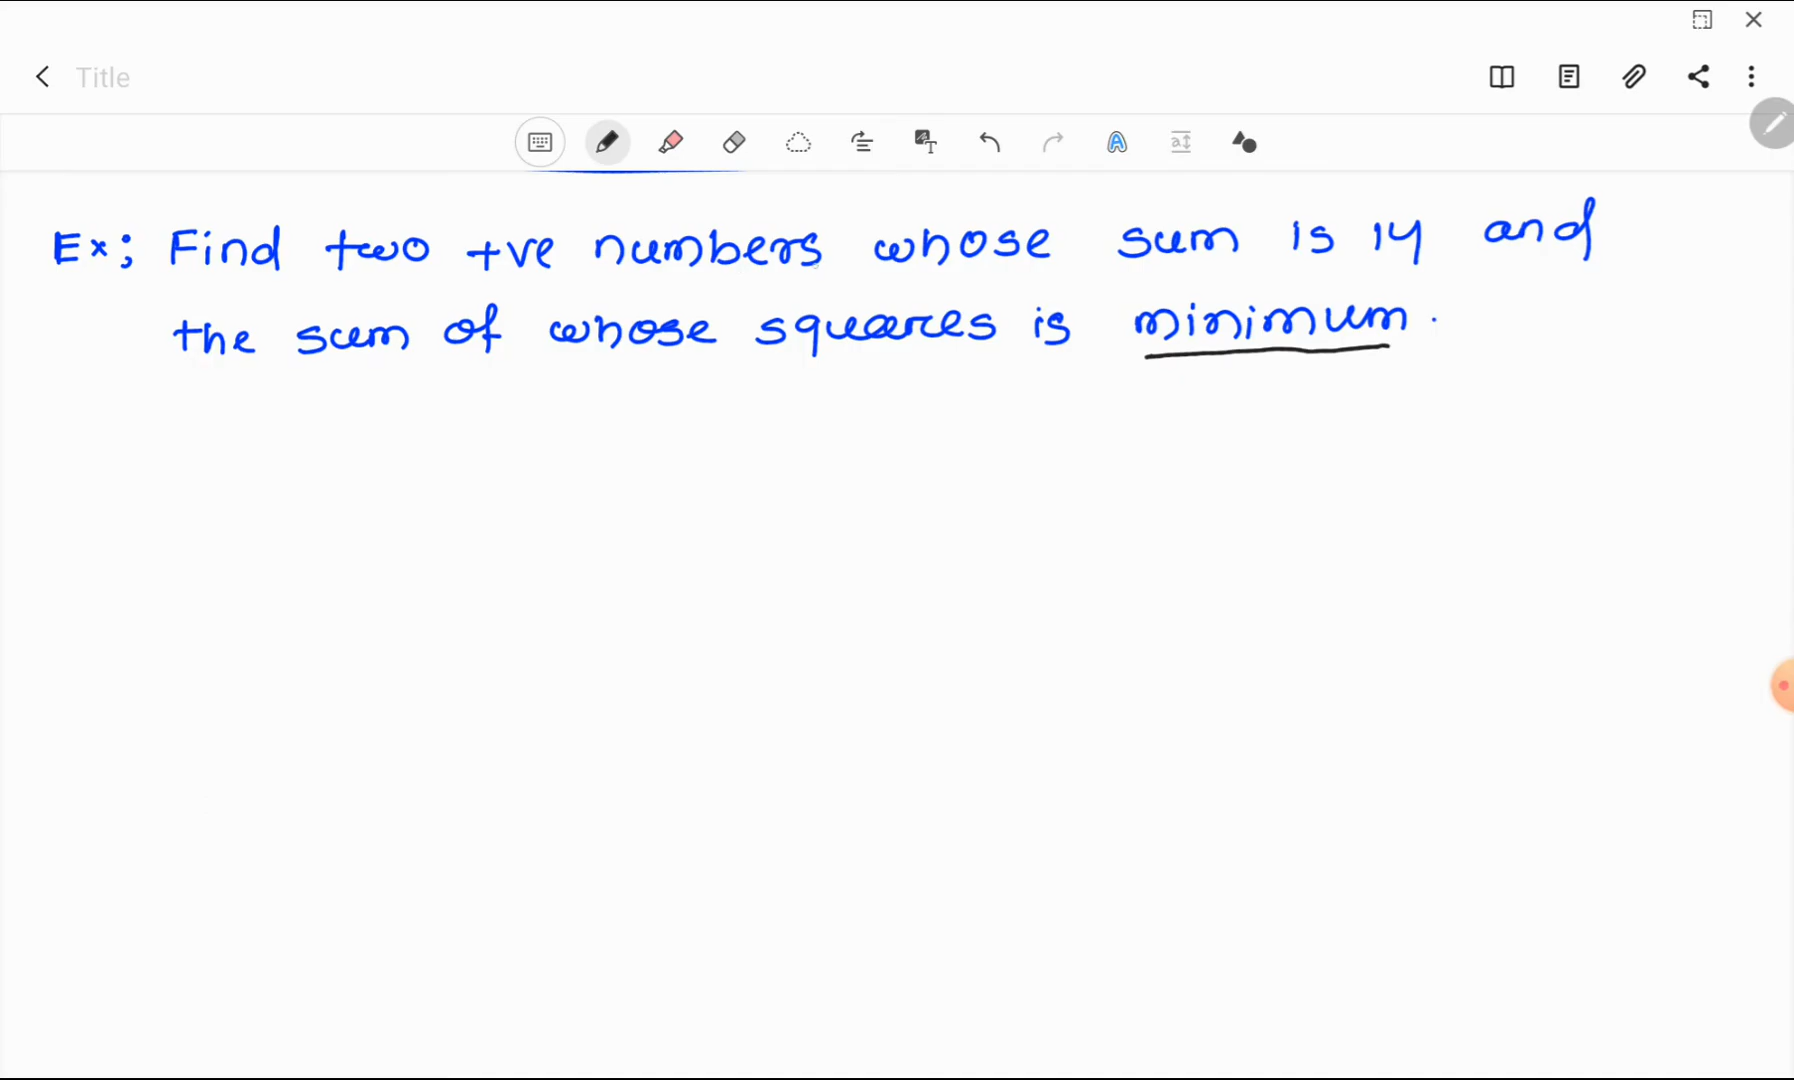 Title
Ex; Find two +ve numbers whose sum is 14 and
the sum of whose squares is minimum.